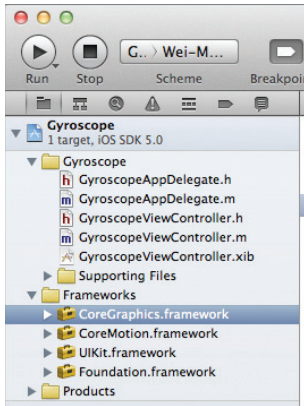 G.. › Wei-M...
Run Stop Scheme Breakpoi
Gyroscope
1 target, iOS SDK 5.0
Gyroscope
h GyroscopeAppDelegate.h
m GyroscopeAppDelegate.m
h GyroscopeViewController.h
m GyroscopeViewController.m
GyroscopeViewController.xib
Supporting Files
Frameworks
CoreGraphics.framework
CoreMotion.framework
UIKit.framework
Foundation.framework
Products